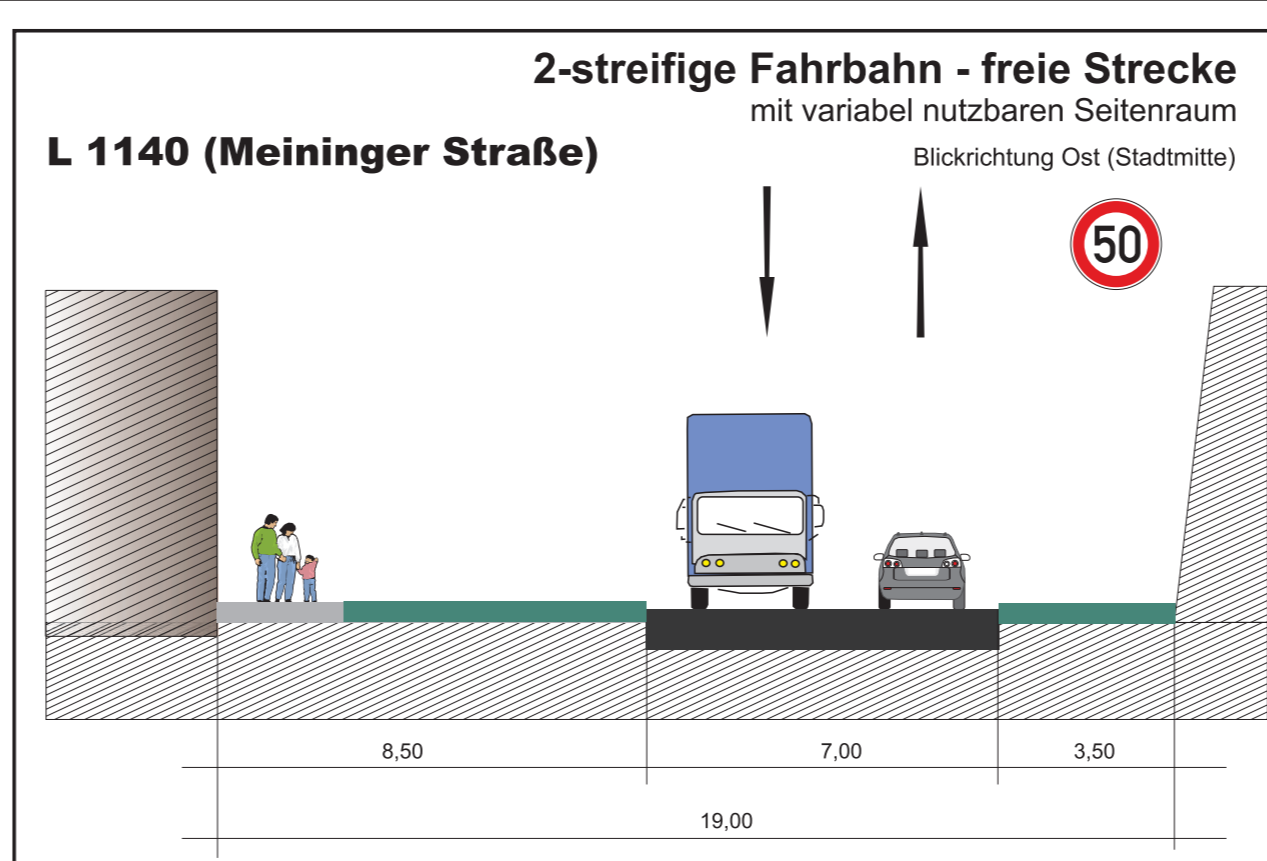 2-streifige Fahrbahn - freie Strecke
mit variabel nutzbaren Seitenraum
L 1140 (Meininger Straße)
Blickrichtung Ost (Stadtmitte)
50
8,50
7,00
3,50
19,00